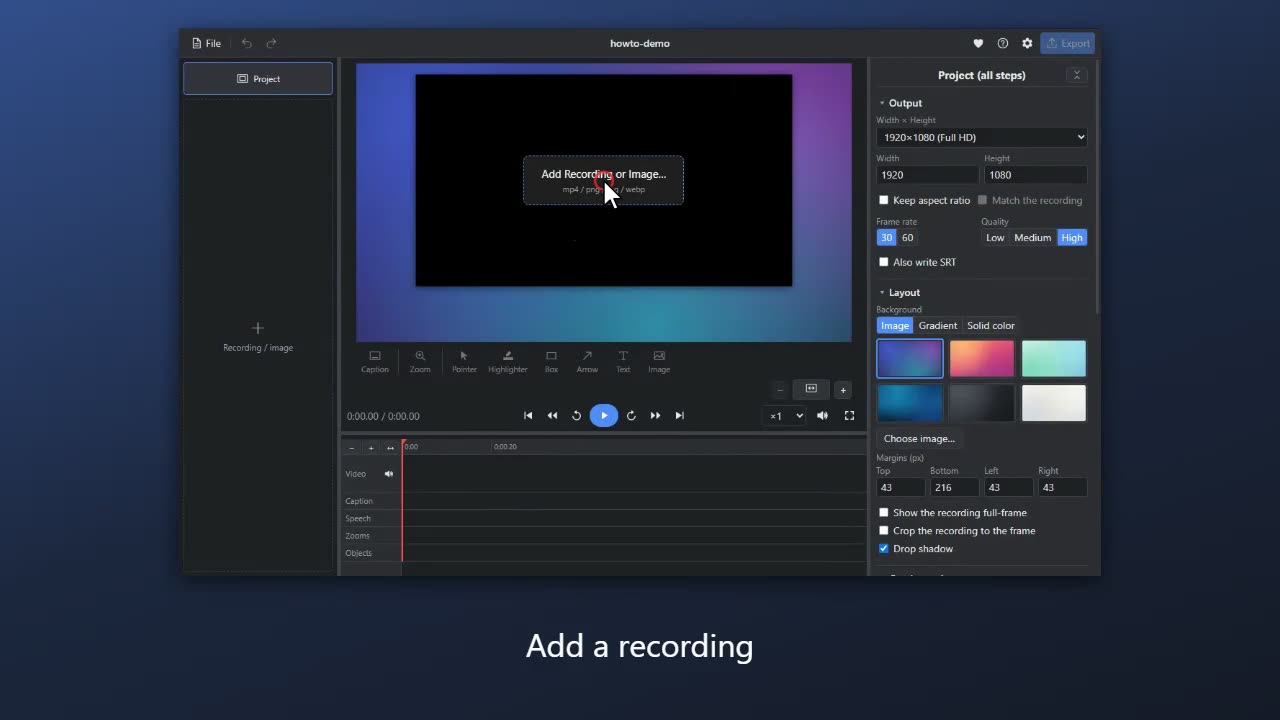 File
howto-demo
Export
Project
Recording / image
Add Recording or Image...
mp4 / png
/ webp
Caption
Zoom
Pointer
Highlighter
Box
Arrow
Text
Image
0:00.00 / 0:00.00
×1
0:00
0:00.20
Video
Caption
Speech
Zooms
Objects
Project (all steps)
Output
Width × Height
1920×1080 (Full HD)
Width Height
1920 1080
Keep aspect ratio Match the recording
Frame rate Quality
30 60 Low Medium High
Also write SRT
Layout
Background
Image Gradient Solid color
Choose image...
Margins (px)
Top Bottom Left Right
43 216 43 43
Show the recording full-frame
Crop the recording to the frame
Drop shadow
Add a recording